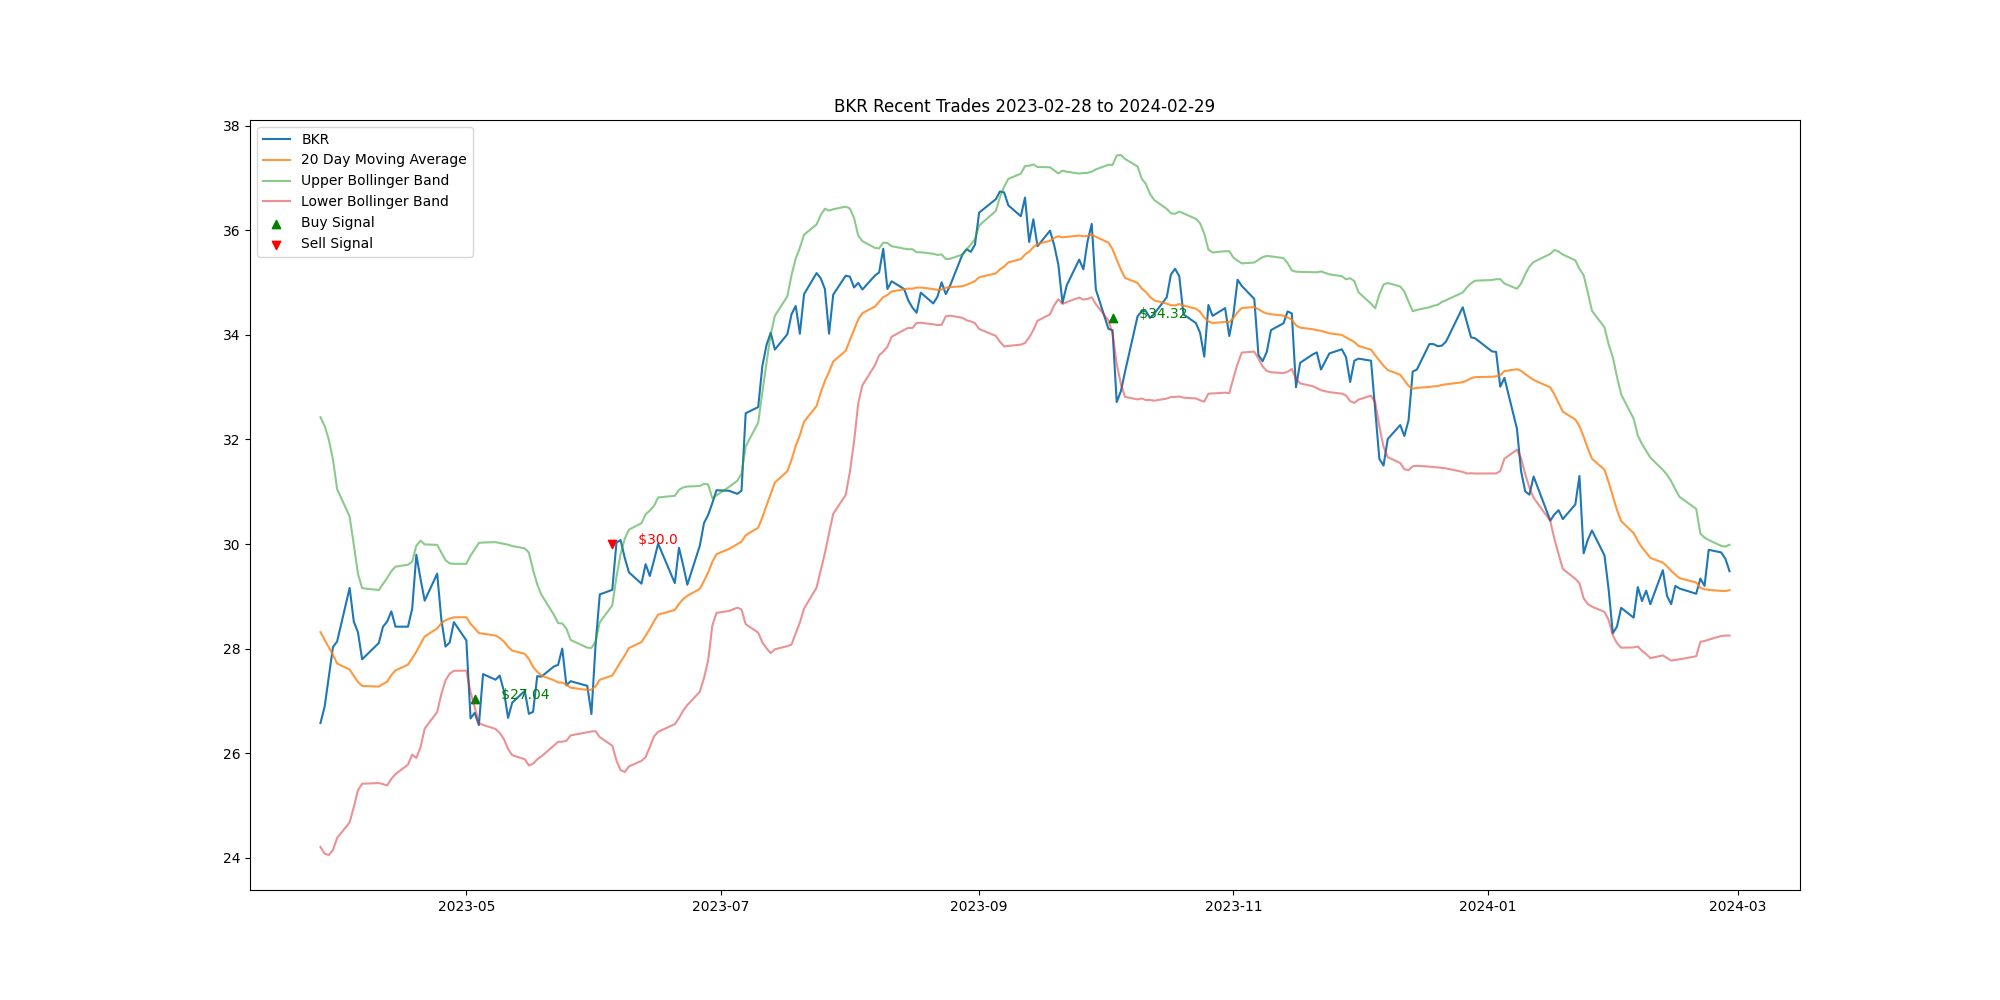 BKR Recent Trades 2023-02-28 to 2024-02-29
38
36
34
32
30
28
26
24
BKR
20 Day Moving Average
Upper Bollinger Band
Lower Bollinger Band
Buy Signal
Sell Signal
$34.32
$30.0
$27.04
2023-05
2023-07
2023-09
2023-11
2024-01
2024-03